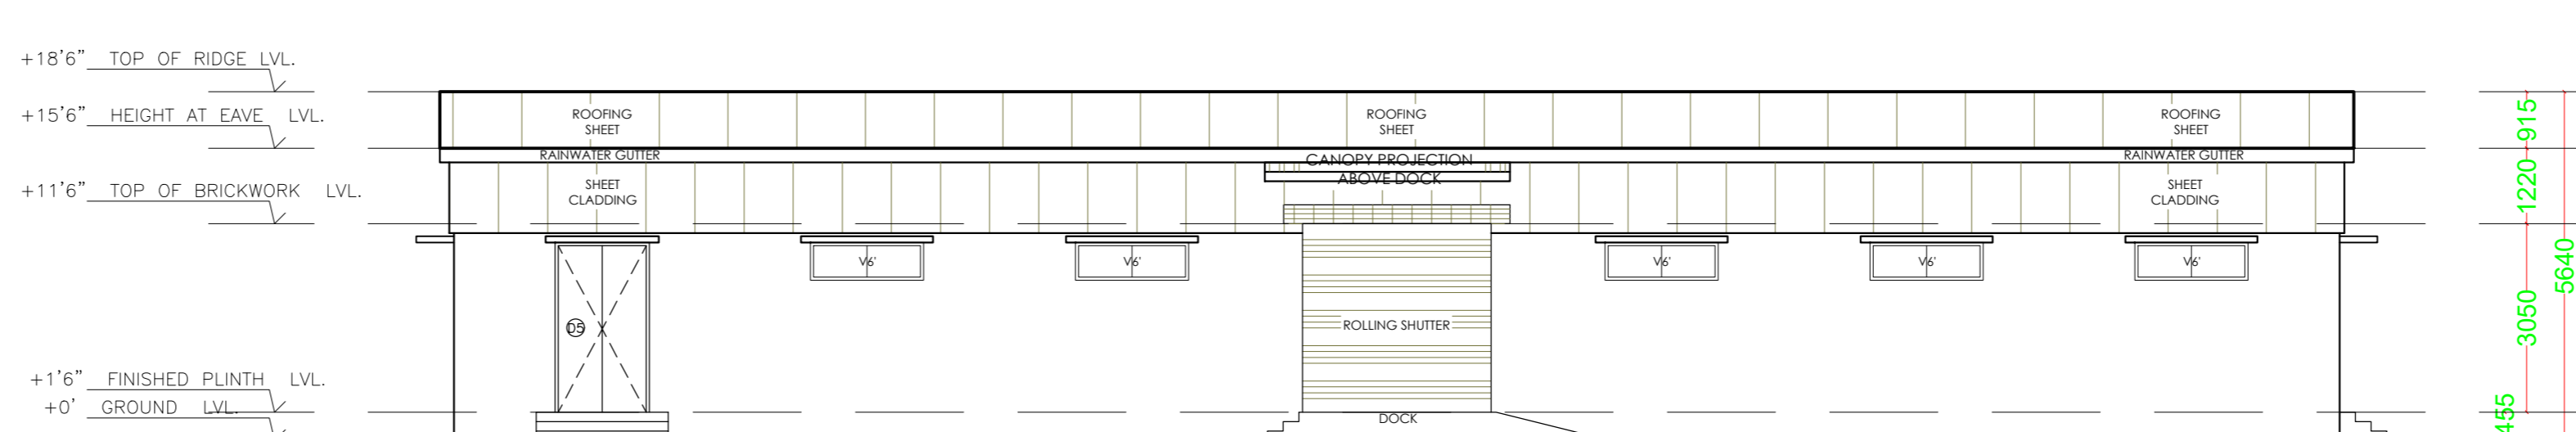 +18'6" TOP OF RIDGE LVL.
+15'6" HEIGHT AT EAVE LVL.
+11'6" TOP OF BRICKWORK LVL.
+1'6" FINISHED PLINTH LVL.
+0' GROUND LVL.
ROOFING
SHEET
ROOFING
SHEET
ROOFING
SHEET
RAINWATER GUTTER
CANOPY PROJECTION
ABOVE DOCK
RAINWATER GUTTER
SHEET
CLADDING
SHEET
CLADDING
V6'
V6'
V6'
V6'
V6'
D5
ROLLING SHUTTER
DOCK
915
1220
3050
5640
455